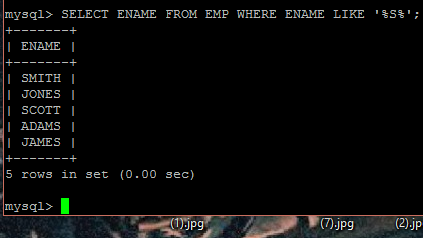 mysql> SELECT ENAME FROM EMP WHERE ENAME LIKE '%S%';
+-------+
| ENAME |
+-------+
| SMITH |
| JONES |
| SCOTT |
| ADAMS |
| JAMES |
+-------+
5 rows in set (0.00 sec)
mysql>
(1).jpg (7).jpg (2).jp